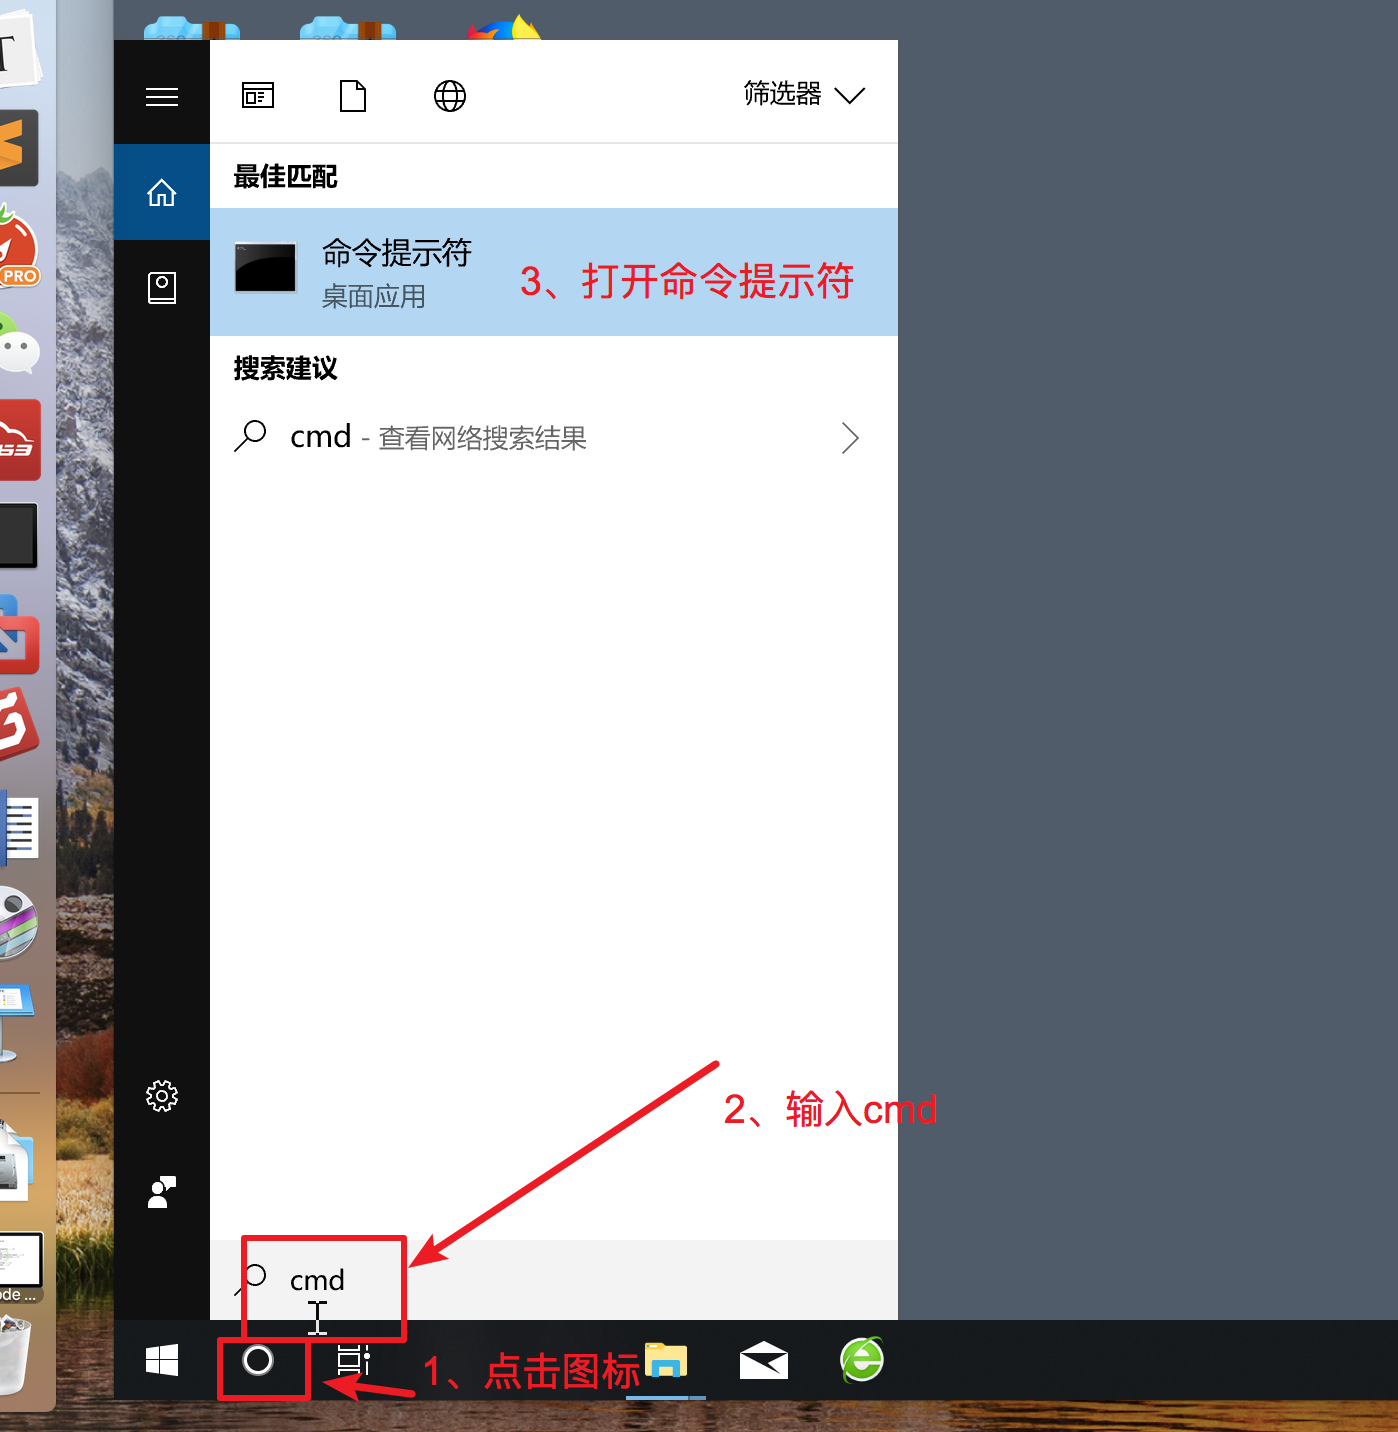 筛选器
最佳匹配
命令提示符
桌面应用
3、打开命令提示符
搜索建议
cmd - 查看网络搜索结果
2、输入cmd
cmd
1、点击图标
T
PRO
ode ...